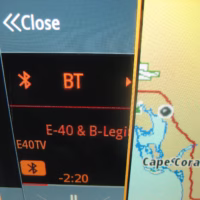 <<Close
BT
E-40 & B-Legi
E40TV
-2:20
Cape Cora